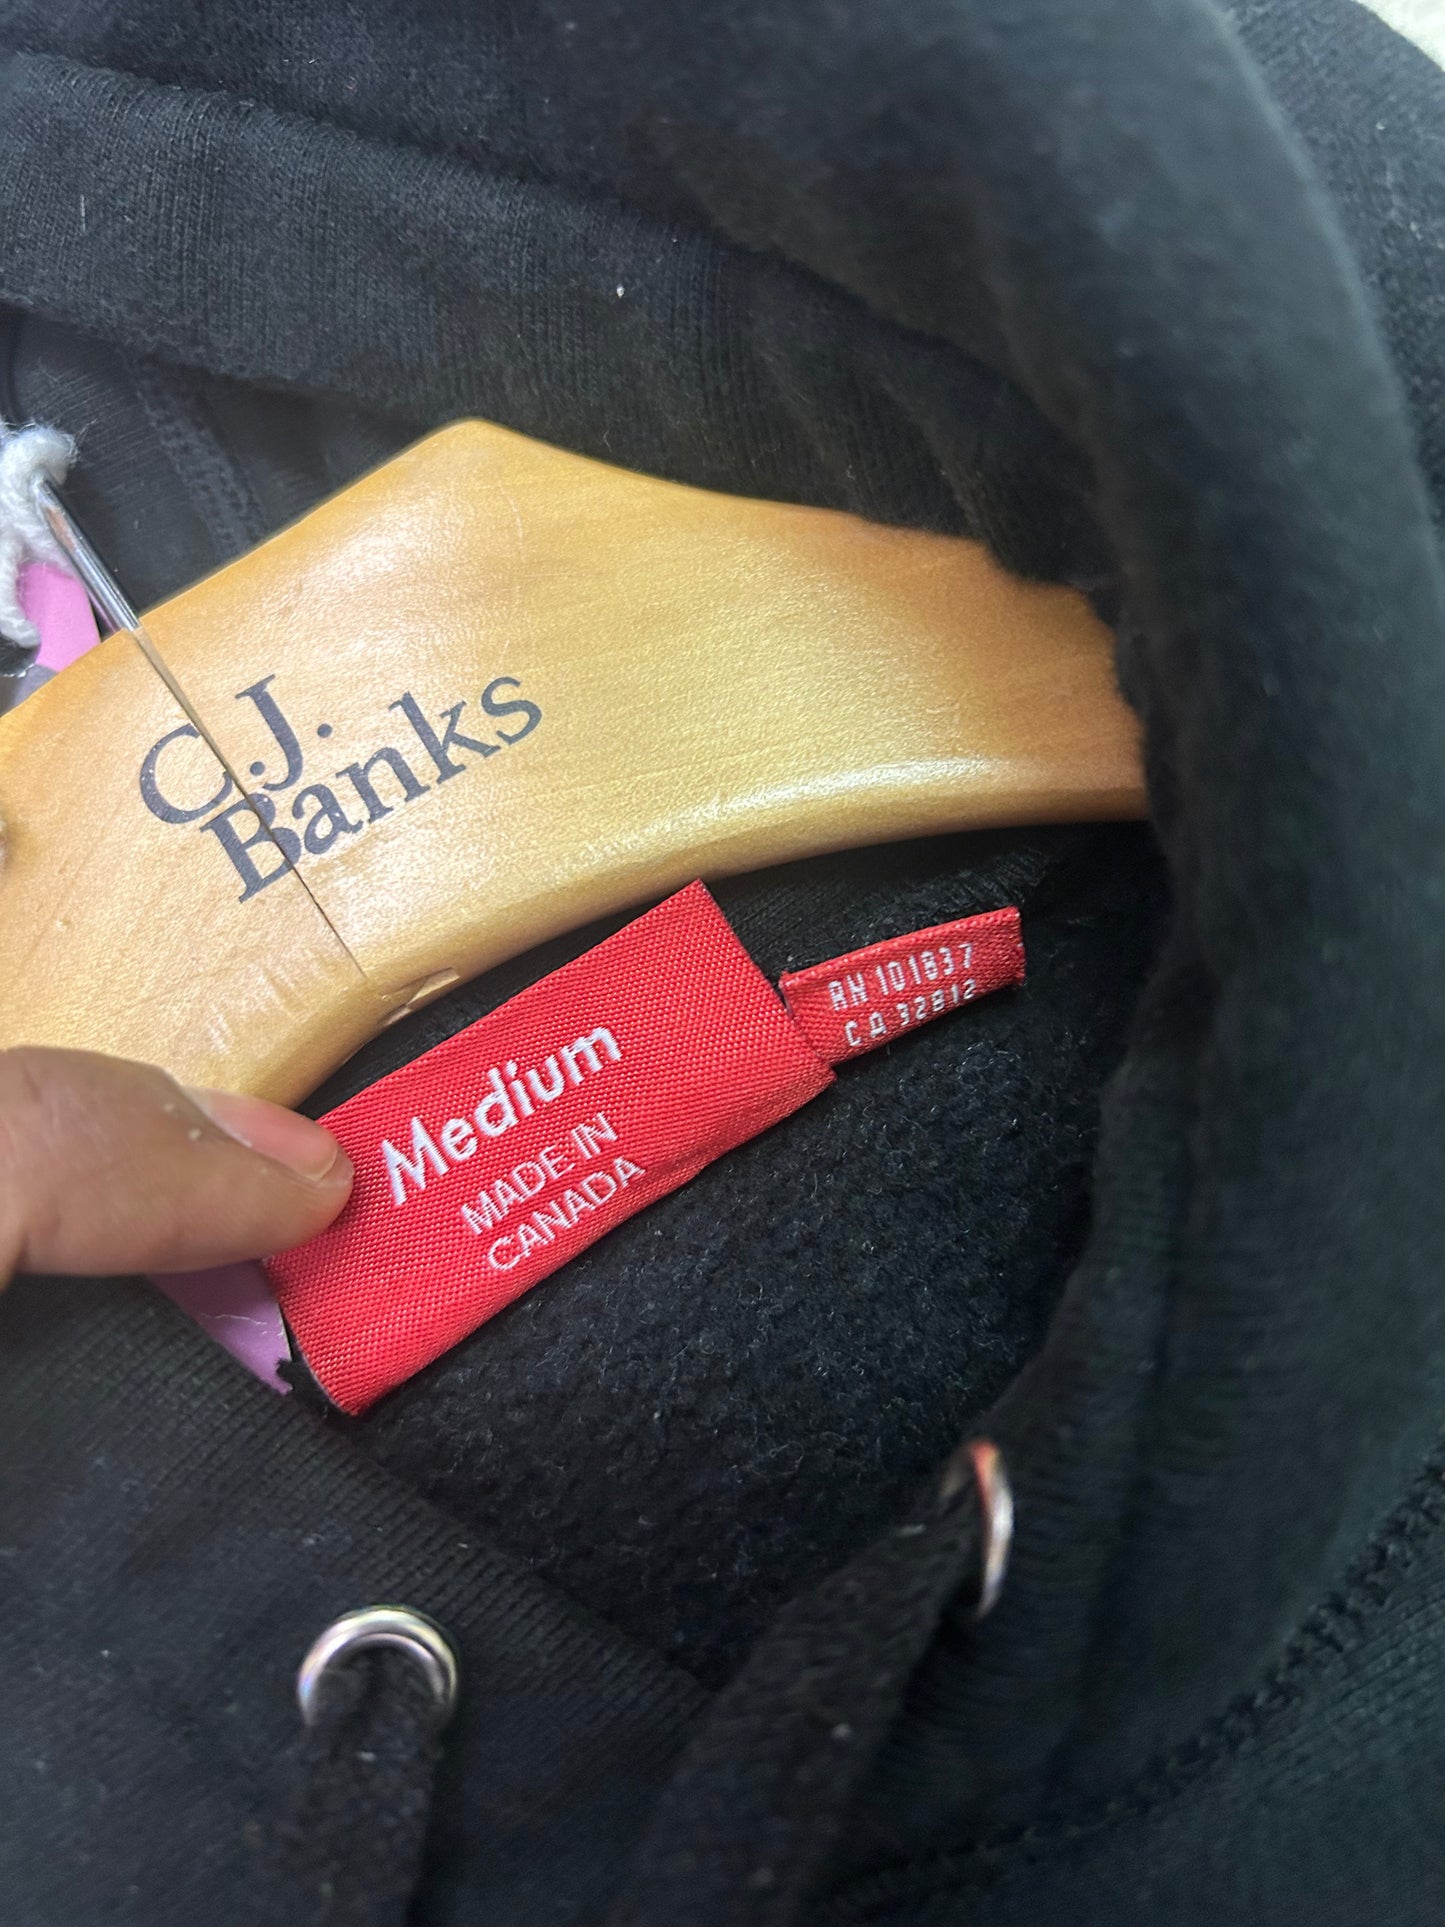 C.J.
Banks
Medium
MADE IN
CANADA
RN 101837
CA 32812